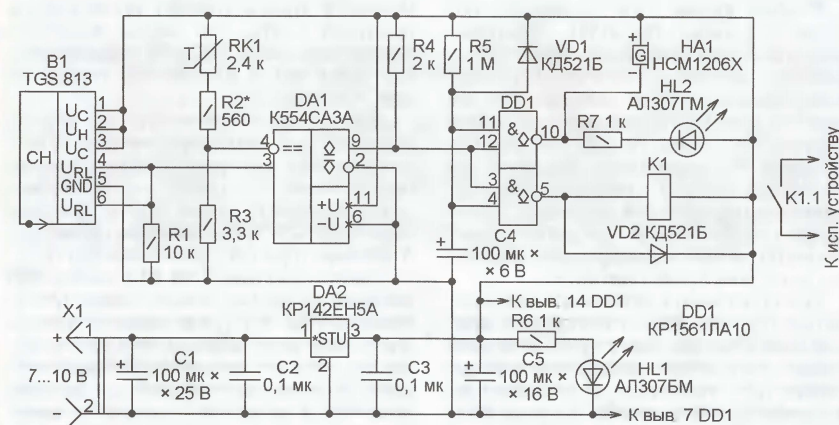 B1
TGS 813
CH
UC
UH
UC
URL
GND
URL
1
2
3
4
5
6
R1
10 к
T
RK1
2,4 к
R2*
560
R3
3,3 к
DA1
К554СА3А
4
3
==
+U
-U
9
2
11
6
R4
2 к
R5
1 М
VD1
КД521Б
DD1
11
12
&
10
3
4
&
5
C4
100 мк ×
× 6 В
+
R7 1 к
+
G
–
HA1
HCM1206X
HL2
АЛ307ГМ
K1
VD2 КД521Б
K1.1
К исп. устройству
X1
+
1
7...10 В
–
2
+
C1
100 мк ×
× 25 В
C2
0,1 мк
DA2
КР142ЕН5А
1
*STU
3
2
C3
0,1 мк
К выв. 14 DD1
R6 1 к
+
C5
100 мк ×
× 16 В
DD1
КР1561ЛА10
HL1
АЛ307БМ
К выв. 7 DD1